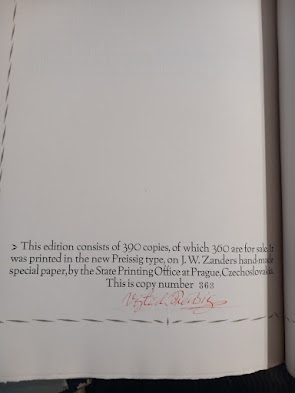 > This edition consists of 390 copies, of which 360 are for sale. It
was printed in the new Preissig type, on J. W. Zanders hand-made
special paper, by the State Printing Office at Prague, Czechoslovakia.
This is copy number 363